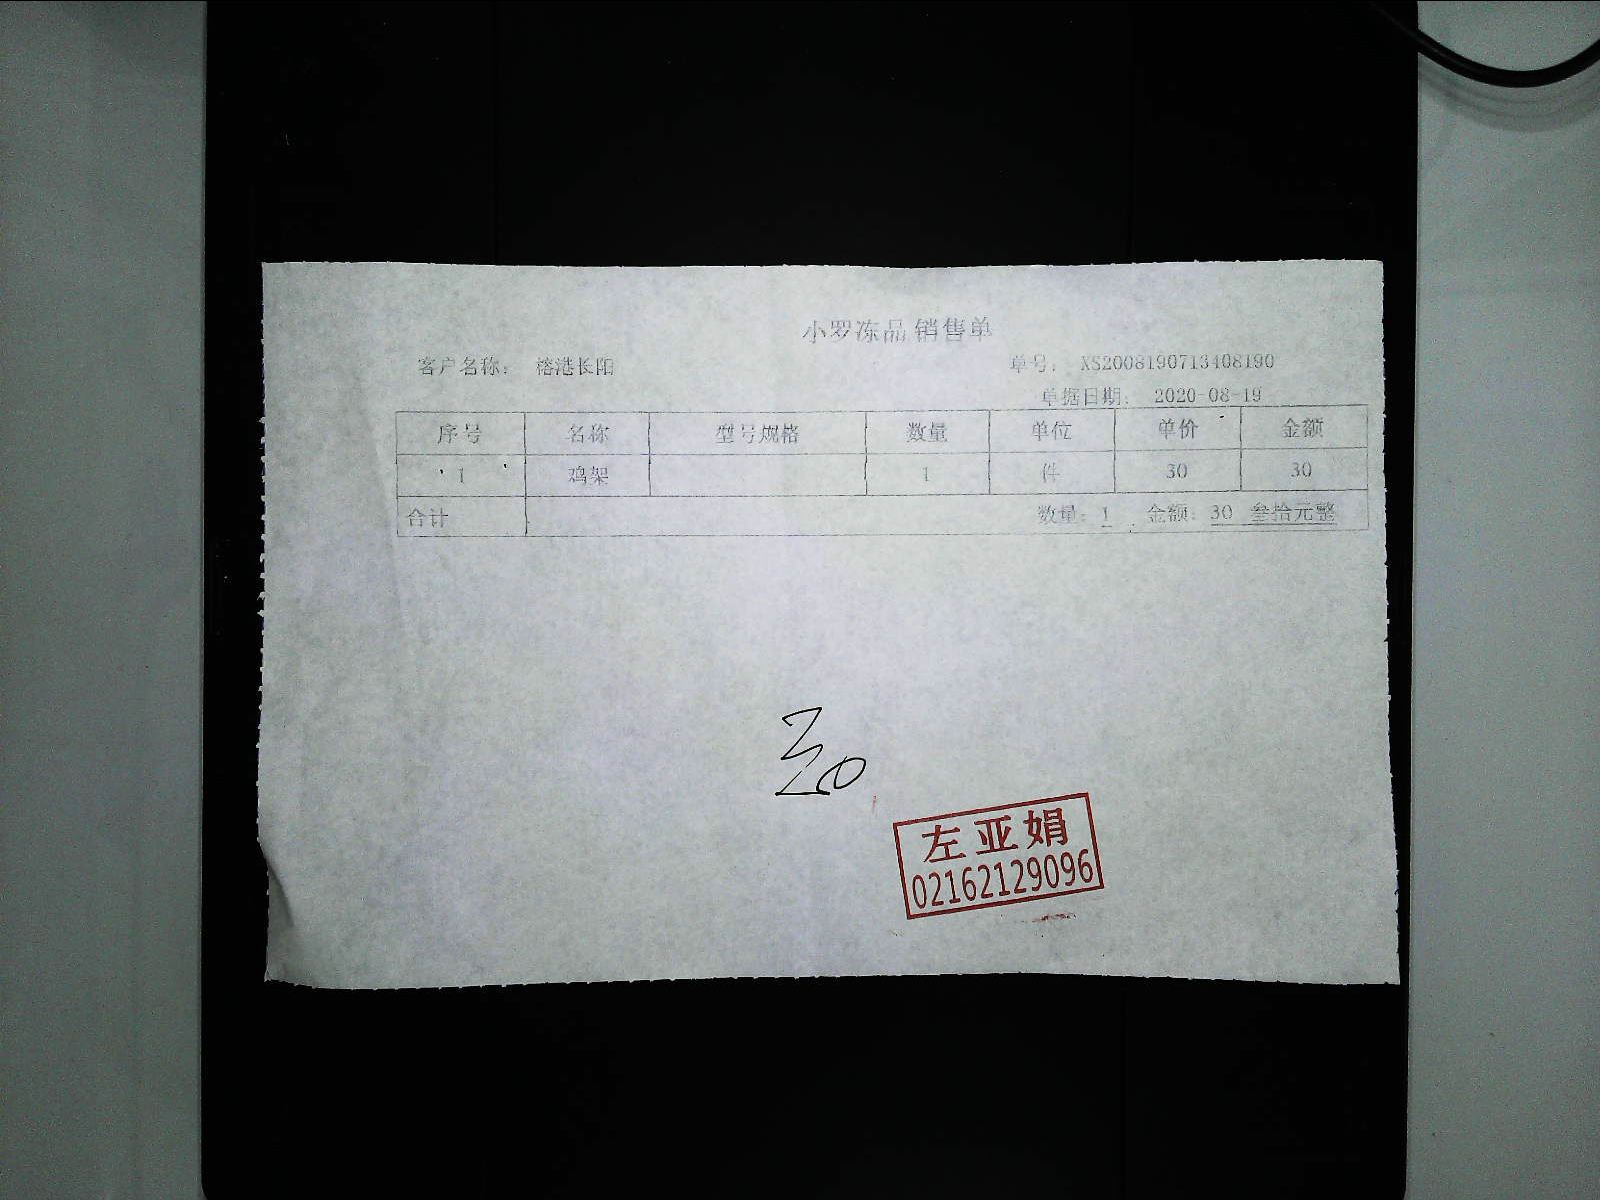 小罗冻品 销售单
客户名称： 榕港长阳 单号： XS2008190713408190
单据日期： 2020-08-19
序号 名称 型号规格 数量 单位 单价 金额
1 鸡架 1 件 30 30
合计 数量：1 金额：30 叁拾元整
30
左亚娟
02162129096